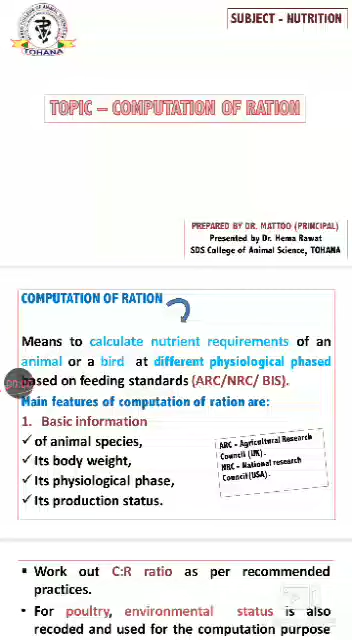 SUBJECT - NUTRITION
TOHANA
TOPIC – COMPUTATION OF RATION
PREPARED BY DR. MATTOO (PRINCIPAL)
Presented by Dr. Hema Rawat
SDS College of Animal Science, TOHANA
COMPUTATION OF RATION
Means to calculate nutrient requirements of an
animal or a bird at different physiological phased
based on feeding standards (ARC/NRC/ BIS).
Main features of computation of ration are:
1. Basic information
✓ of animal species,
✓ Its body weight,
✓ Its physiological phase,
✓ Its production status.
ARC - Agricultural Research
Council (UK).
NRC - National research
Council (USA).
▪ Work out C:R ratio as per recommended
practices.
• For poultry, environmental status is also
recoded and used for the computation purpose